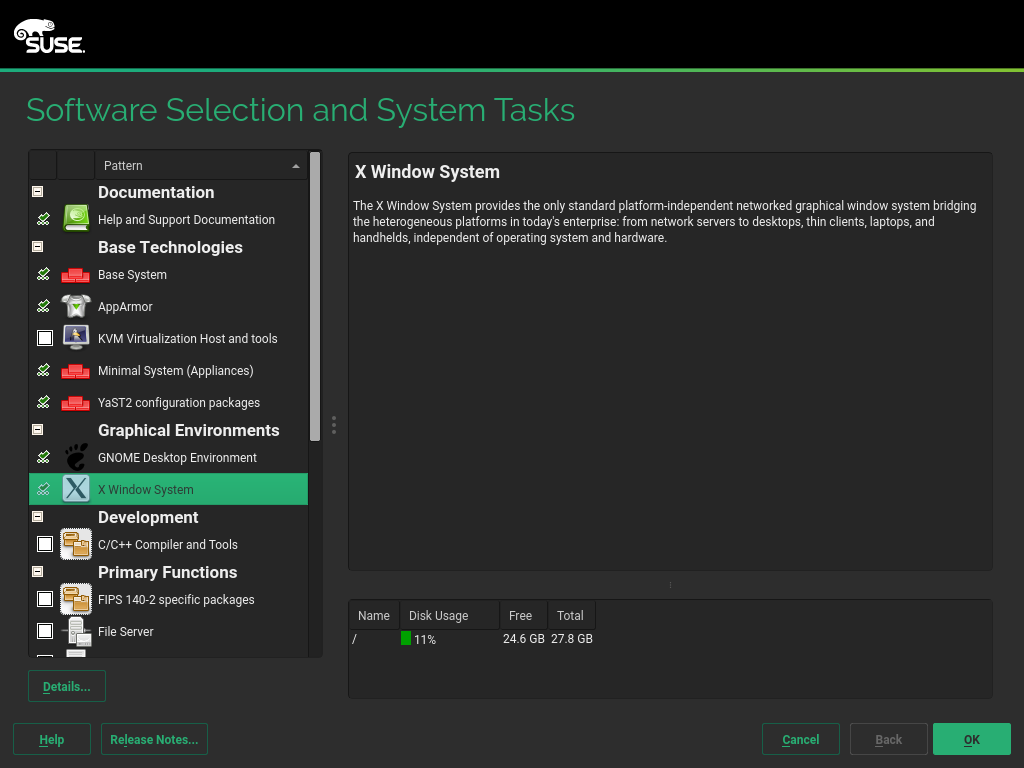 SUSE.
Software Selection and System Tasks
Pattern
Documentation
Help and Support Documentation
Base Technologies
Base System
AppArmor
KVM Virtualization Host and tools
Minimal System (Appliances)
YaST2 configuration packages
Graphical Environments
GNOME Desktop Environment
X Window System
Development
C/C++ Compiler and Tools
Primary Functions
FIPS 140-2 specific packages
File Server
X Window System
The X Window System provides the only standard platform-independent networked graphical window system bridging
the heterogeneous platforms in today's enterprise: from network servers to desktops, thin clients, laptops, and
handhelds, independent of operating system and hardware.
Name Disk Usage Free Total
/ 11% 24.6 GB 27.8 GB
Details...
Help Release Notes... Cancel Back OK